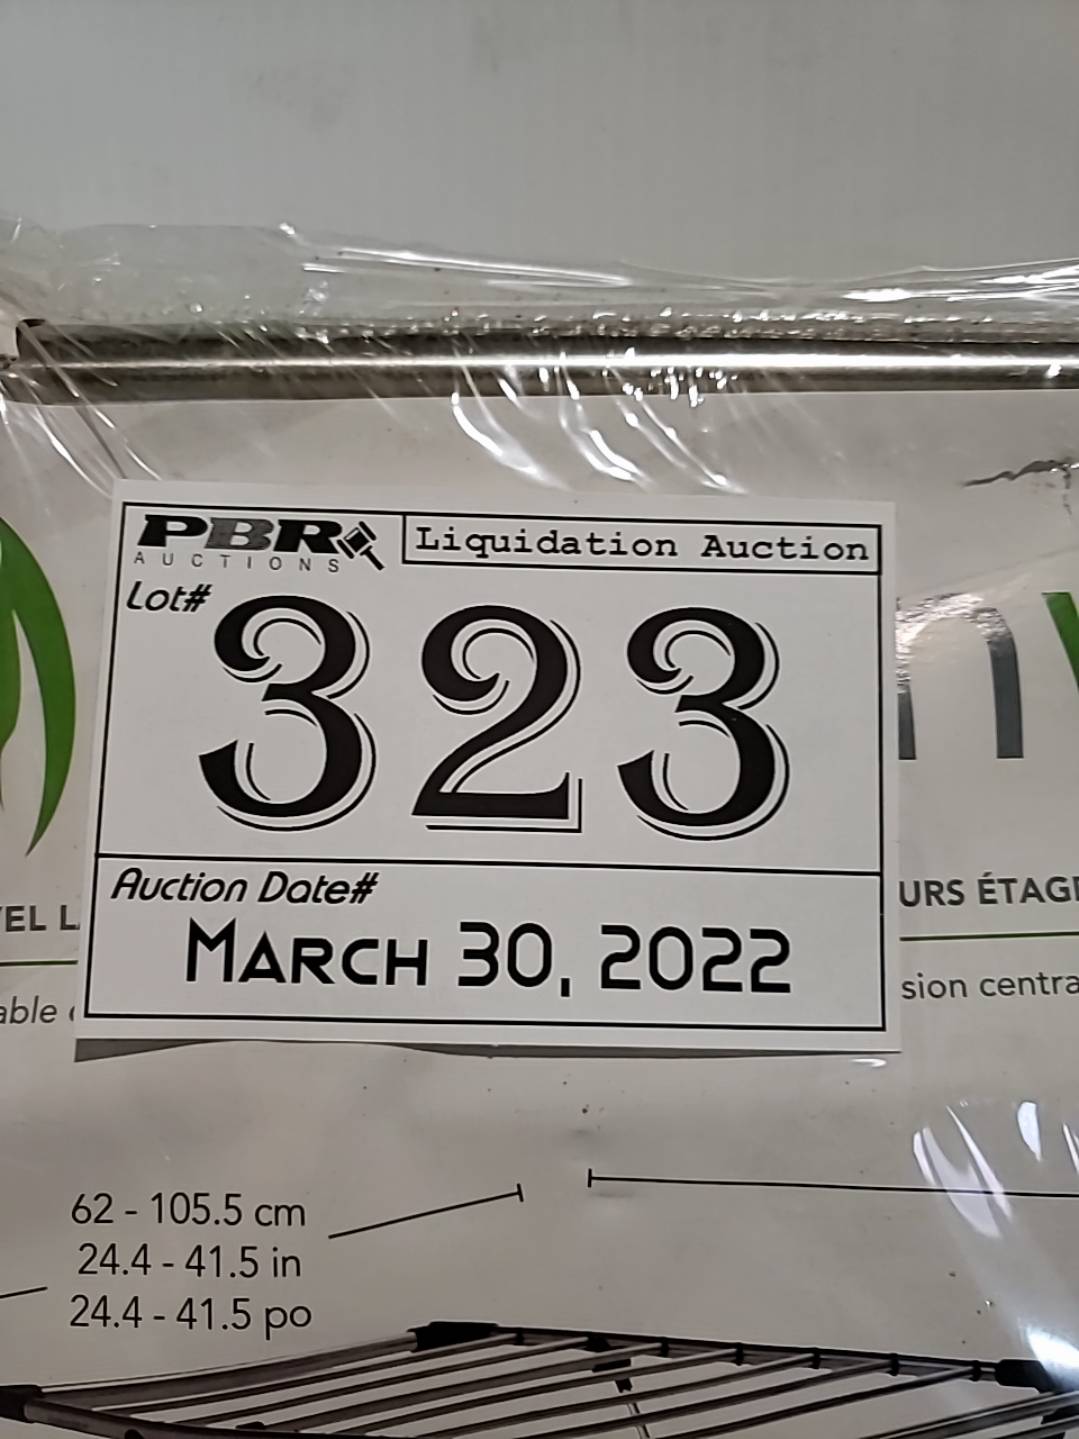 PBR
AUCTIONS
Liquidation Auction
Lot#
323
URS ÉTAG
EL L
Auction Date#
March 30, 2022
sion centra
able
62 - 105.5 cm
24.4 - 41.5 in
24.4 - 41.5 po